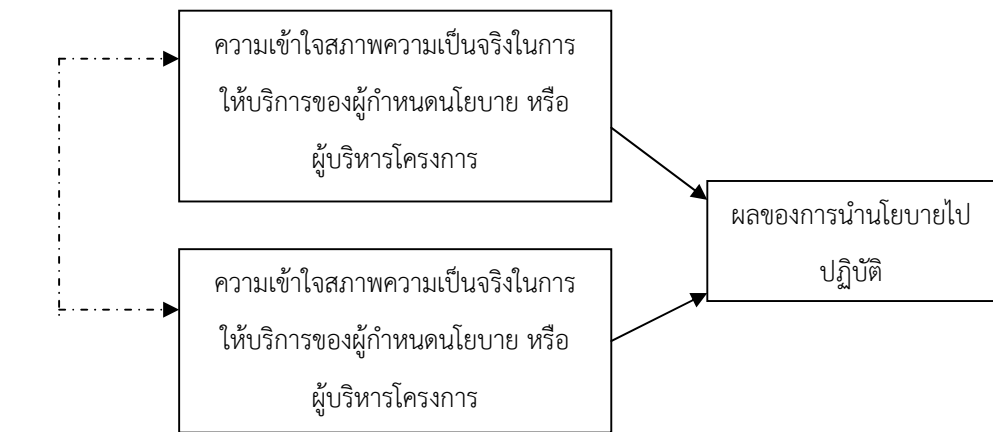 ความเข้าใจสภาพความเป็นจริงในการ
ให้บริการของผู้กำหนดนโยบาย หรือ
ผู้บริหารโครงการ
ผลของการนำนโยบายไป
ปฏิบัติ
ความเข้าใจสภาพความเป็นจริงในการ
ให้บริการของผู้กำหนดนโยบาย หรือ
ผู้บริหารโครงการ